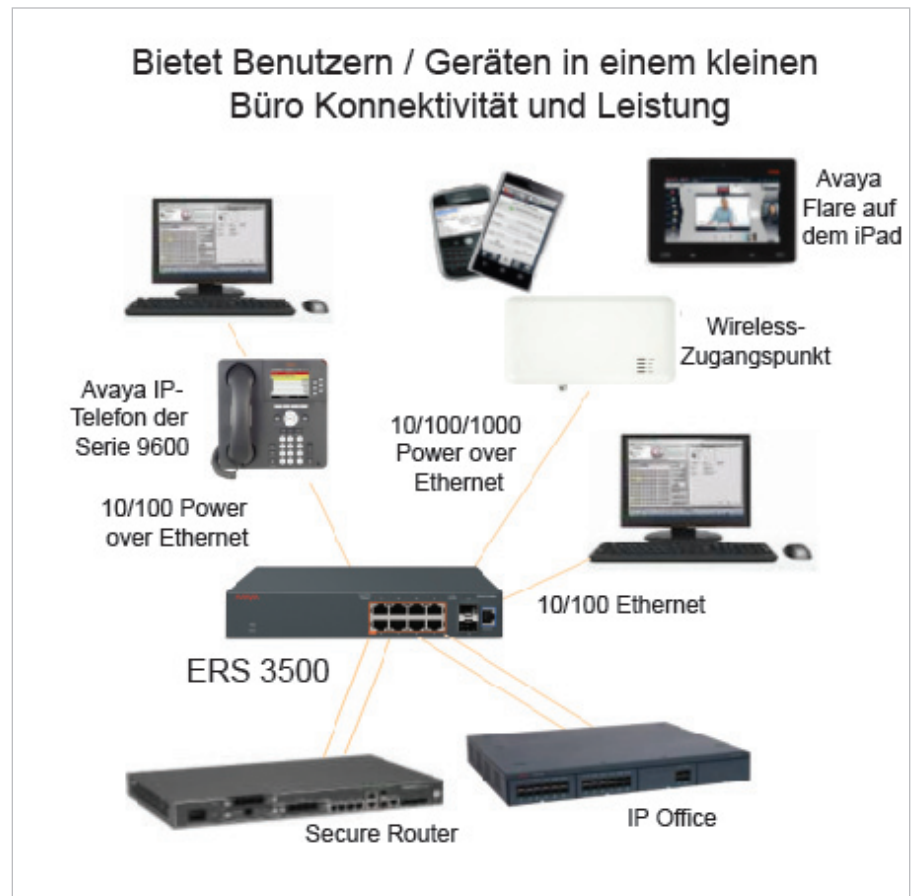 Bietet Benutzern / Geräten in einem kleinen
Büro Konnektivität und Leistung
Avaya
Flare auf
dem iPad
Wireless-
Zugangspunkt
Avaya IP-
Telefon der
Serie 9600
10/100/1000
Power over
Ethernet
10/100 Power
over Ethernet
10/100 Ethernet
ERS 3500
Secure Router
IP Office